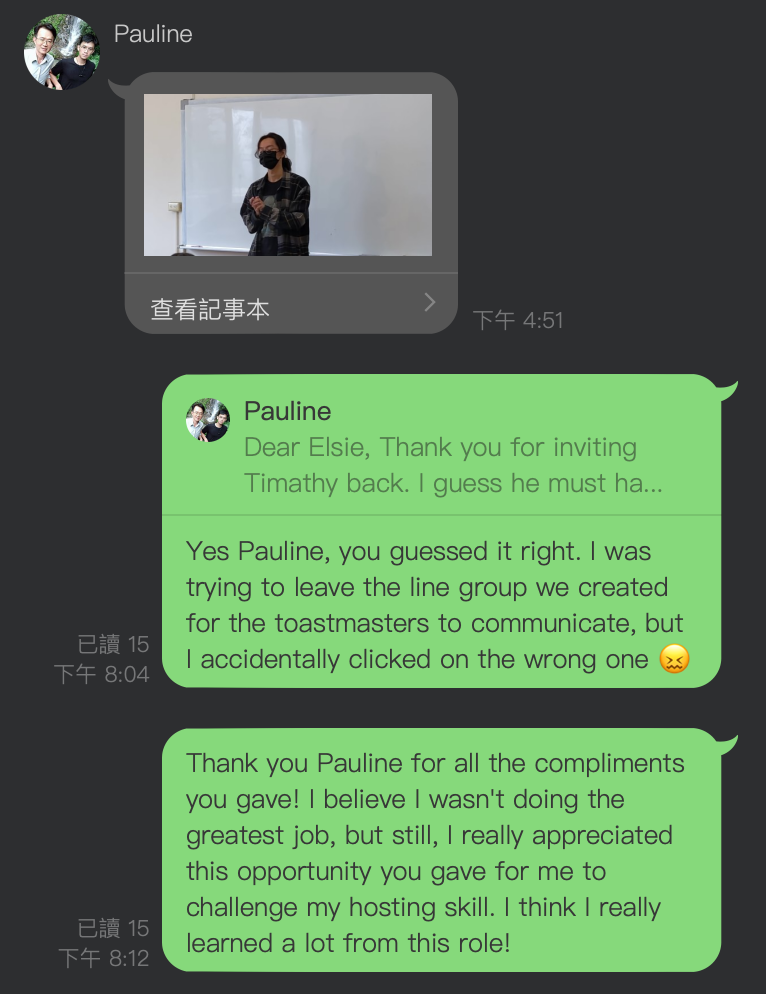 Pauline
查看記事本
下午 4:51
Pauline
Dear Elsie, Thank you for inviting
Timathy back. I guess he must ha...
Yes Pauline, you guessed it right. I was
trying to leave the line group we created
for the toastmasters to communicate, but
I accidentally clicked on the wrong one 😖
已讀 15
下午 8:04
Thank you Pauline for all the compliments
you gave! I believe I wasn't doing the
greatest job, but still, I really appreciated
this opportunity you gave for me to
challenge my hosting skill. I think I really
learned a lot from this role!
已讀 15
下午 8:12